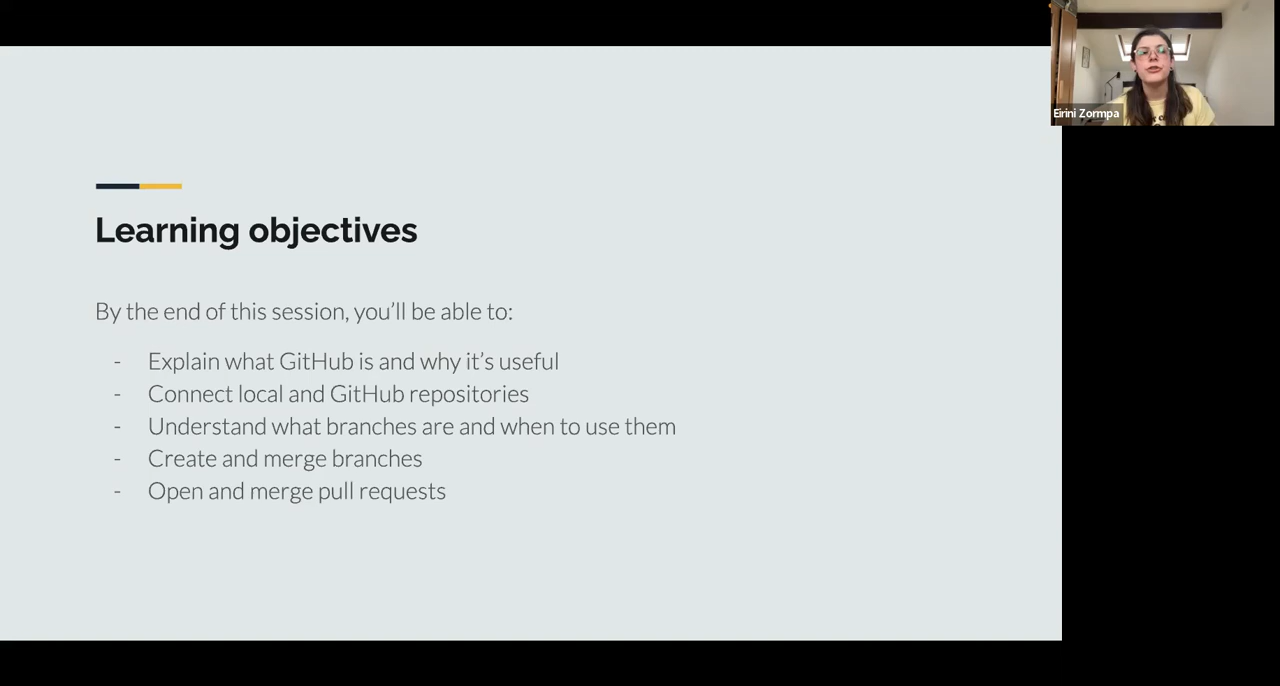 Eirini Zormpa
Learning objectives
By the end of this session, you'll be able to:
- Explain what GitHub is and why it's useful
- Connect local and GitHub repositories
- Understand what branches are and when to use them
- Create and merge branches
- Open and merge pull requests